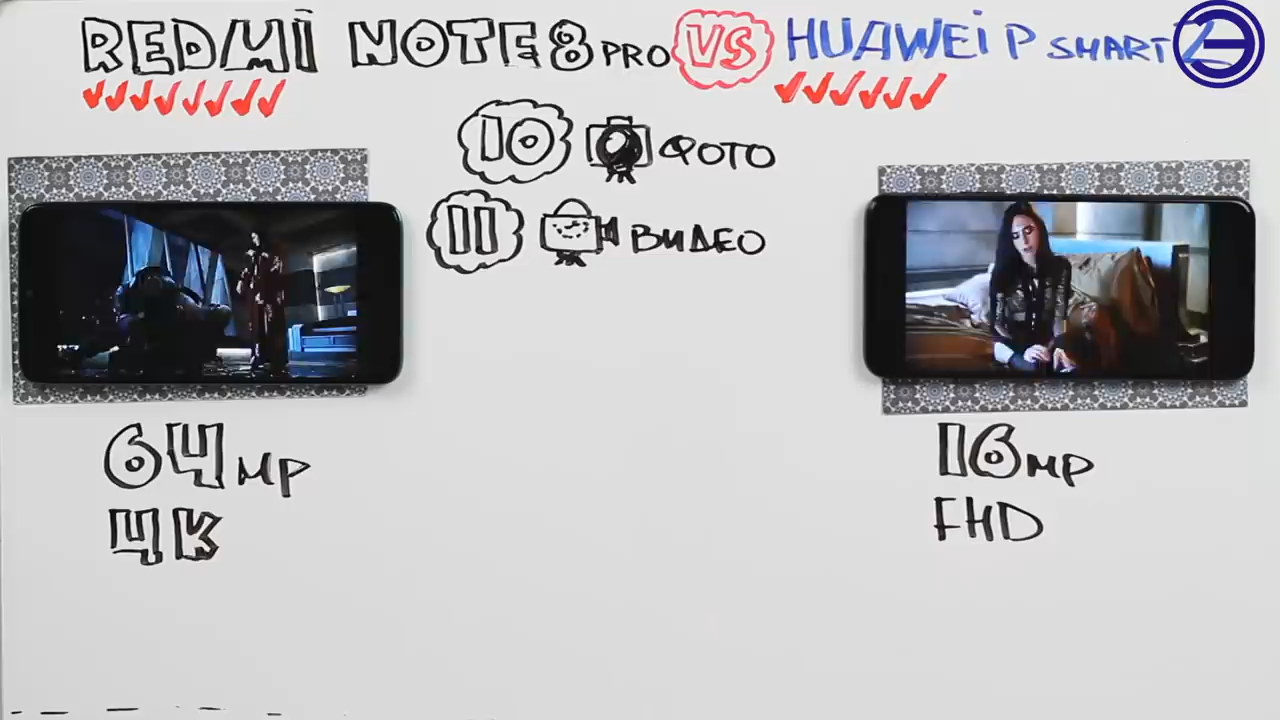 REDMi NOTE 8 PRO VS HUAWEi P SMART Z
10 ФОТО
11 ВИДЕО
64 MP
4K
16 MP
FHD